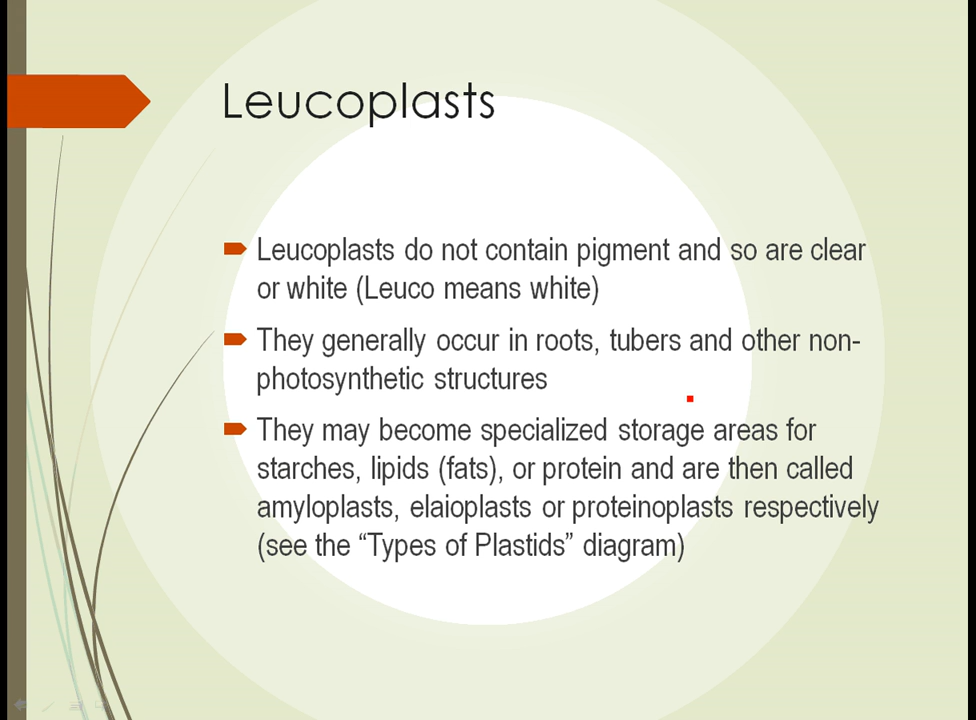 Leucoplasts
Leucoplasts do not contain pigment and so are clear
or white (Leuco means white)
They generally occur in roots, tubers and other non-
photosynthetic structures
They may become specialized storage areas for
starches, lipids (fats), or protein and are then called
amyloplasts, elaioplasts or proteinoplasts respectively
(see the “Types of Plastids” diagram)